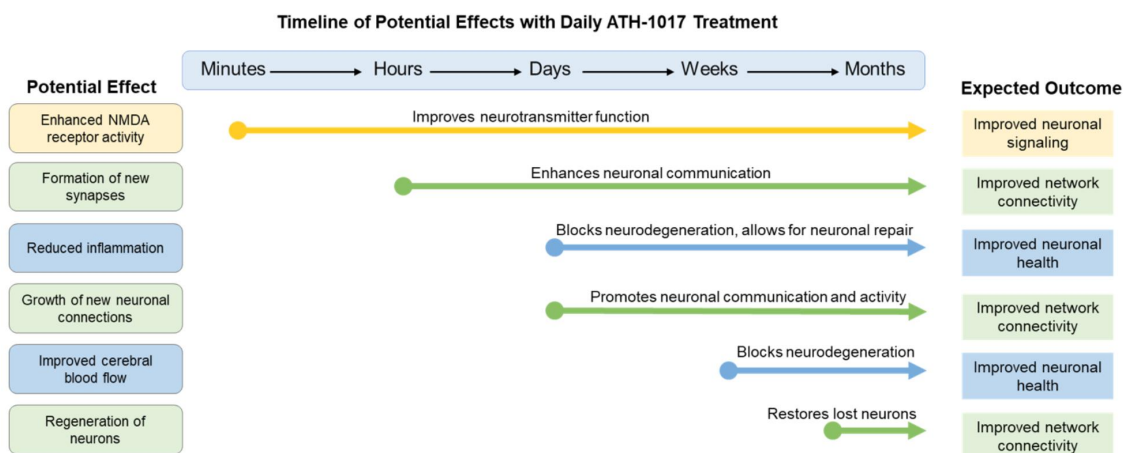 Timeline of Potential Effects with Daily ATH-1017 Treatment
Minutes
Hours
Days
Weeks
Months
Potential Effect
Expected Outcome
Enhanced NMDA
receptor activity
Improves neurotransmitter function
Improved neuronal
signaling
Formation of new
synapses
Enhances neuronal communication
Improved network
connectivity
Reduced inflammation
Blocks neurodegeneration, allows for neuronal repair
Improved neuronal
health
Growth of new neuronal
connections
Promotes neuronal communication and activity
Improved network
connectivity
Improved cerebral
blood flow
Blocks neurodegeneration
Improved neuronal
health
Regeneration of
neurons
Restores lost neurons
Improved network
connectivity